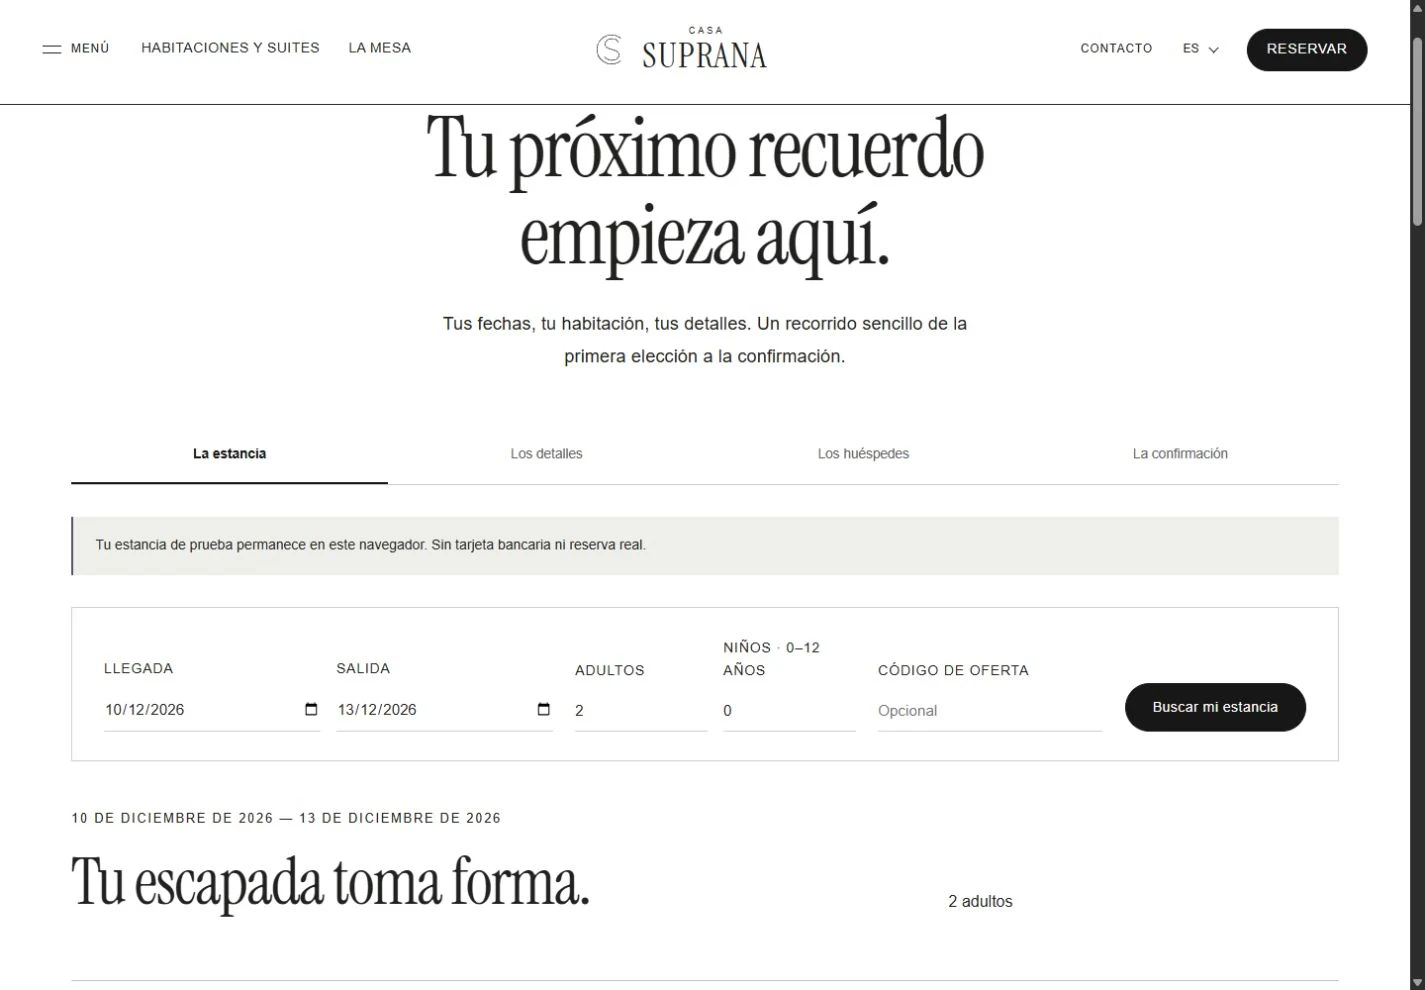 MENÚ
HABITACIONES Y SUITES
LA MESA
CASA
SUPRANA
CONTACTO
ES
RESERVAR
Tu próximo recuerdo
empieza aquí.
Tus fechas, tu habitación, tus detalles. Un recorrido sencillo de la
primera elección a la confirmación.
La estancia
Los detalles
Los huéspedes
La confirmación
Tu estancia de prueba permanece en este navegador. Sin tarjeta bancaria ni reserva real.
LLEGADA
10/12/2026
SALIDA
13/12/2026
ADULTOS
2
NIÑOS · 0–12
AÑOS
0
CÓDIGO DE OFERTA
Opcional
Buscar mi estancia
10 DE DICIEMBRE DE 2026 — 13 DE DICIEMBRE DE 2026
Tu escapada toma forma.
2 adultos